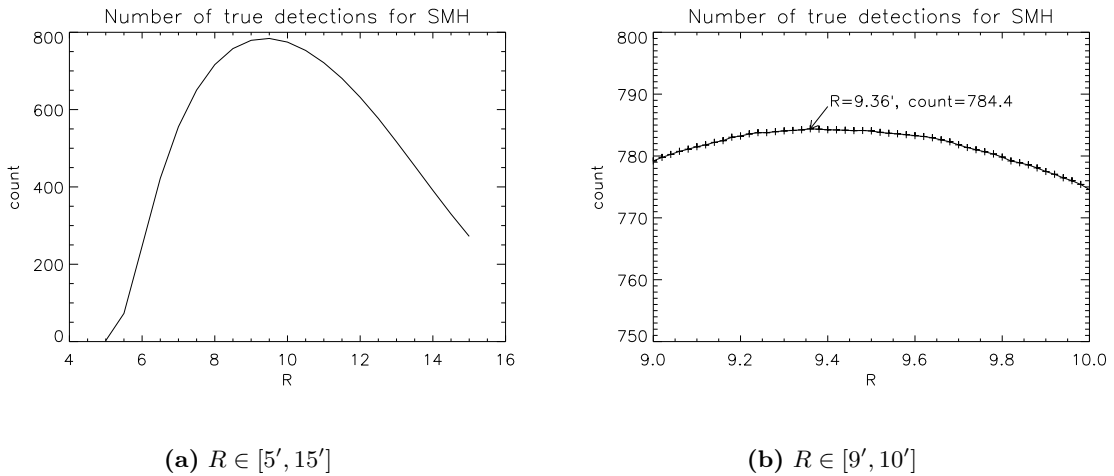 Number of true detections for SMH
800
600
400
200
0
count
4 6 8 10 12 14 16
R
(a) R ∈ [5′, 15′]
Number of true detections for SMH
800
790
780
770
760
750
count
R=9.36', count=784.4
9.0 9.2 9.4 9.6 9.8 10.0
R
(b) R ∈ [9′, 10′]